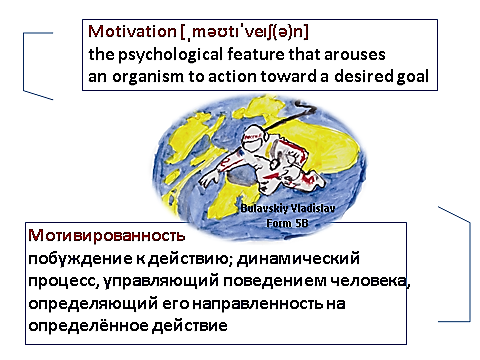 Motivation [ˌməʊtɪˈveɪʃ(ə)n]
the psychological feature that arouses
an organism to action toward a desired goal
Bulavskiy Vladislav
Form 5B
Мотивированность
побуждение к действию; динамический
процесс, управляющий поведением человека,
определяющий его направленность на
определённое действие